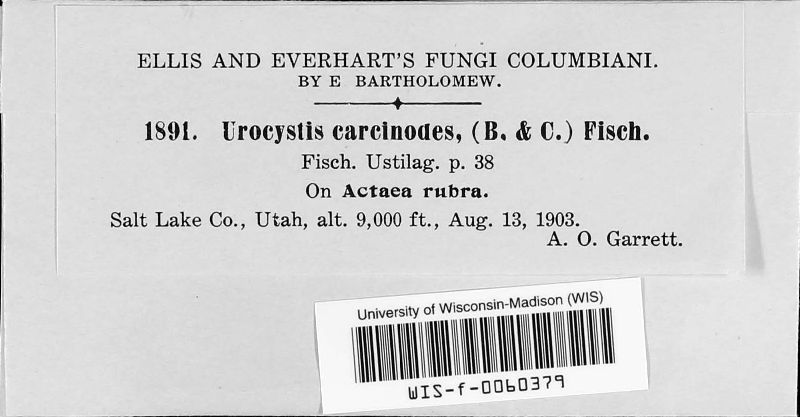 ELLIS AND EVERHART'S FUNGI COLUMBIANI.
BY E BARTHOLOMEW.
1891. Urocystis carcinodes, (B. & C.) Fisch.
Fisch. Ustilag. p. 38
On Actaea rubra.
Salt Lake Co., Utah, alt. 9,000 ft., Aug. 13, 1903.
A. O. Garrett.
University of Wisconsin-Madison (WIS)
WIS-f-0060379